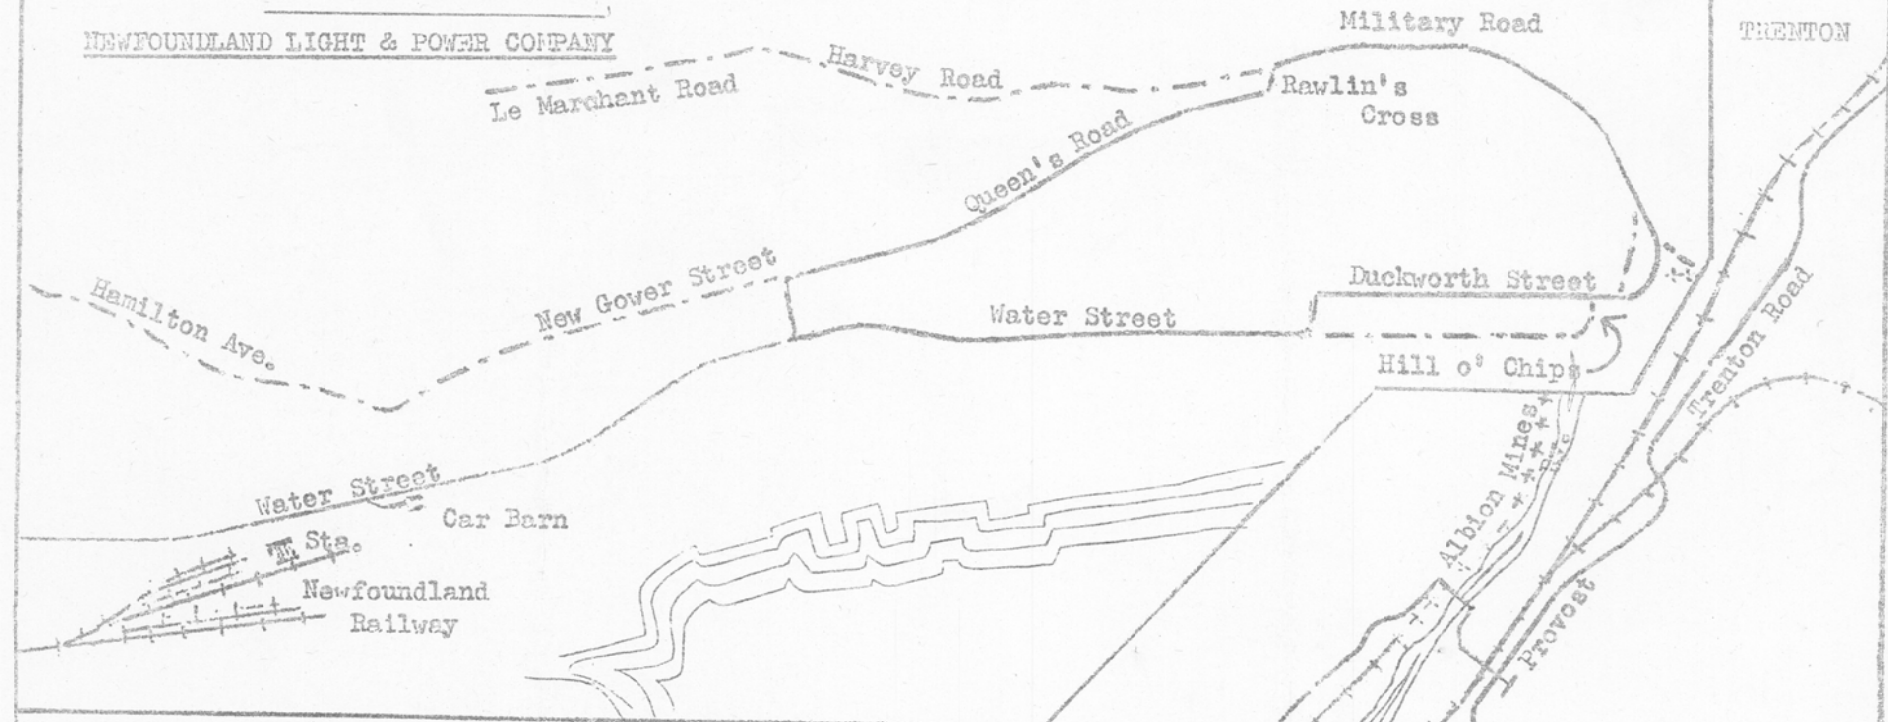 NEWFOUNDLAND LIGHT & POWER COMPANY
Military Road
TRENTON
Harvey Road
Le Marchant Road
Rawlin's
Cross
Queen's Road
New Gower Street
Hamilton Ave.
Duckworth Street
Water Street
Hill o' Chips
Trenton Road
Albion Mines
Water Street
Car Barn
Sta.
Newfoundland
Railway
Provost